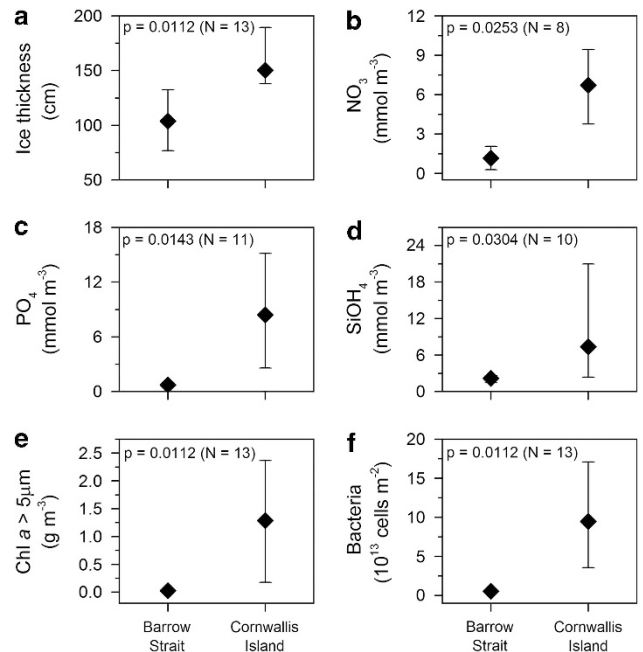 a
p = 0.0112 (N = 13)
Ice thickness
(cm)
200
150
100
50
b
p = 0.0253 (N = 8)
NO3
(mmol m-3)
12
9
6
3
0
c
p = 0.0143 (N = 11)
PO4
(mmol m-3)
18
12
6
0
d
p = 0.0304 (N = 10)
SiOH4
(mmol m-3)
24
18
12
6
0
e
p = 0.0112 (N = 13)
Chl a > 5μm
(g m-3)
2.5
2.0
1.5
1.0
0.5
0.0
Barrow
Strait
Cornwallis
Island
f
p = 0.0112 (N = 13)
Bacteria
(10^13 cells m-2)
20
15
10
5
0
Barrow
Strait
Cornwallis
Island